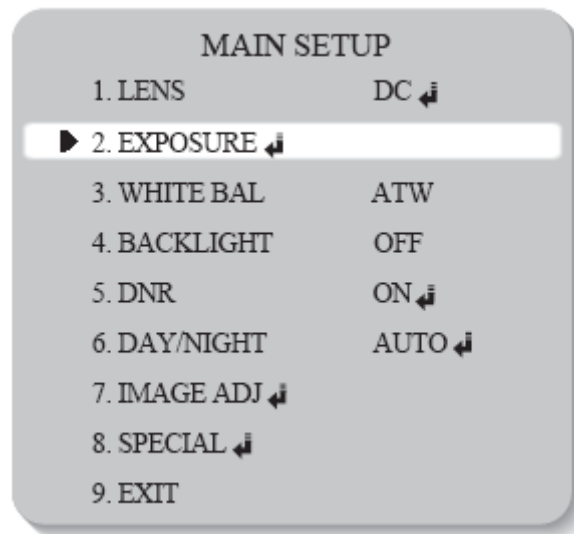 MAIN SETUP
1. LENS DC ↲
▶ 2. EXPOSURE ↲
3. WHITE BAL ATW
4. BACKLIGHT OFF
5. DNR ON ↲
6. DAY/NIGHT AUTO ↲
7. IMAGE ADJ ↲
8. SPECIAL ↲
9. EXIT